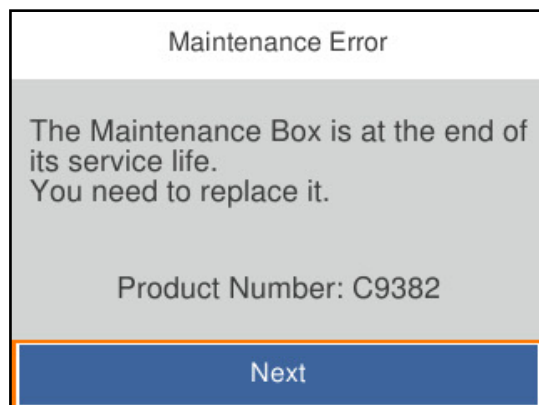 Maintenance Error
The Maintenance Box is at the end of
its service life.
You need to replace it.
Product Number: C9382
Next